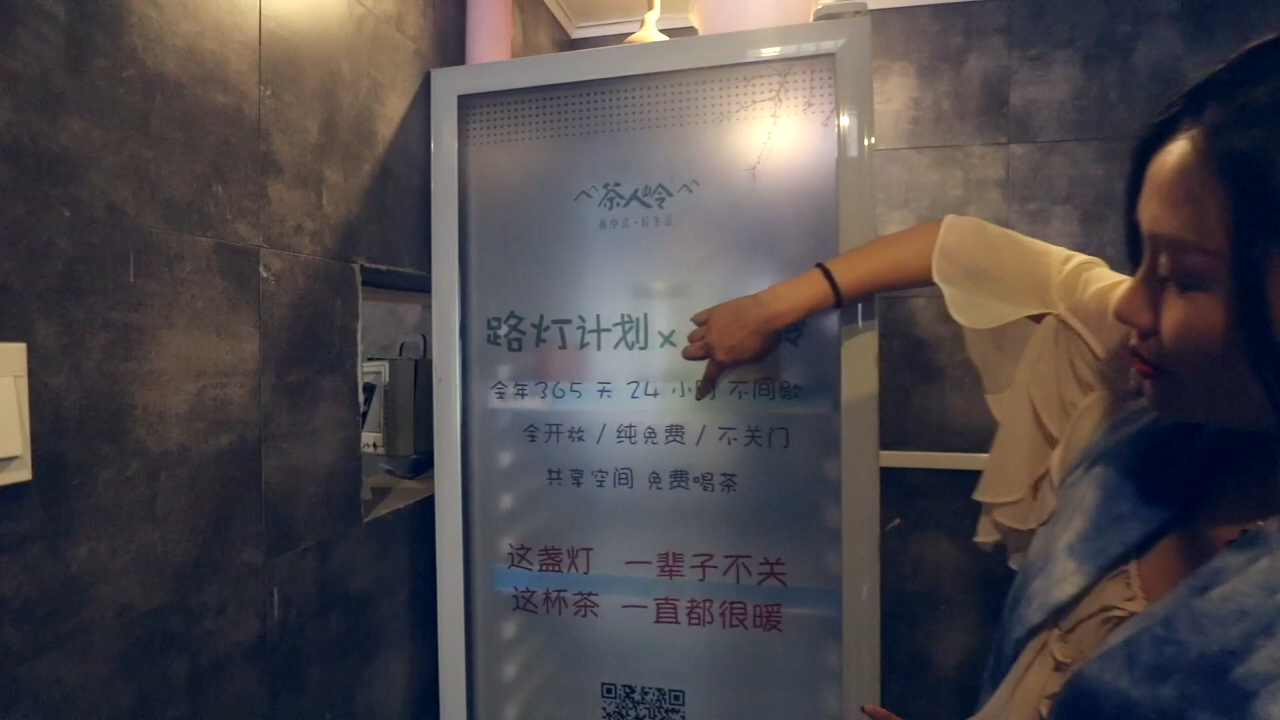 茶人岭
新中式·轻生活
路灯计划×
全年365天 24小时 不间歇
全开放/纯免费/不关门
共享空间 免费喝茶
这盏灯 一辈子不关
这杯茶 一直都很暖